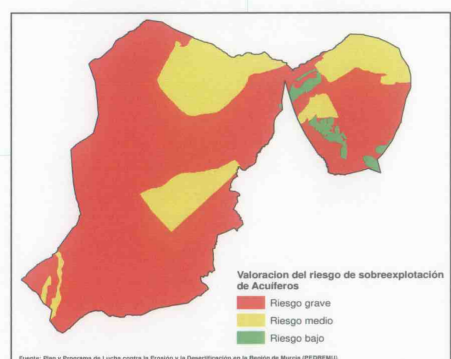 Valoracion del riesgo de sobreexplotación
de Acuíferos
Riesgo grave
Riesgo medio
Riesgo bajo
Fuente: Plan y Programa de Lucha contra la Erosión y la Desertificación en la Región de Murcia (PEDREMU)